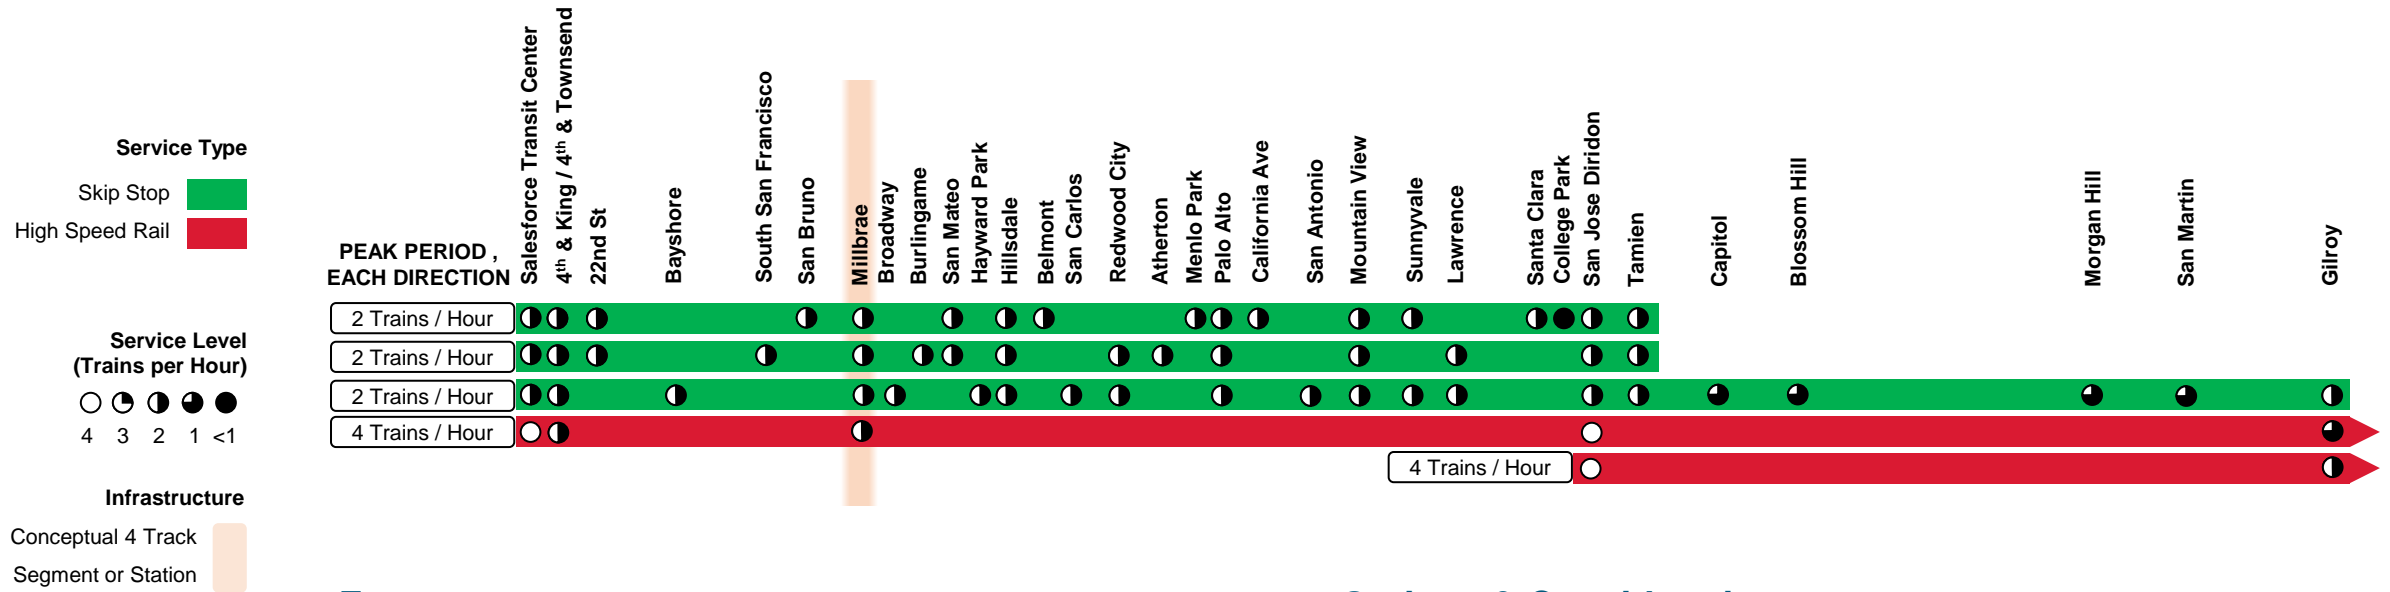 Service Type
Skip Stop
High Speed Rail
Service Level
(Trains per Hour)
4 3 2 1 <1
Infrastructure
Conceptual 4 Track
Segment or Station
PEAK PERIOD ,
EACH DIRECTION
Salesforce Transit Center
4th & King / 4th & Townsend
22nd St
Bayshore
South San Francisco
San Bruno
Millbrae
Broadway
Burlingame
San Mateo
Hayward Park
Hillsdale
Belmont
San Carlos
Redwood City
Atherton
Menlo Park
Palo Alto
California Ave
San Antonio
Mountain View
Sunnyvale
Lawrence
Santa Clara
College Park
San Jose Diridon
Tamien
Capitol
Blossom Hill
Morgan Hill
San Martin
Gilroy
2 Trains / Hour
2 Trains / Hour
2 Trains / Hour
4 Trains / Hour
4 Trains / Hour